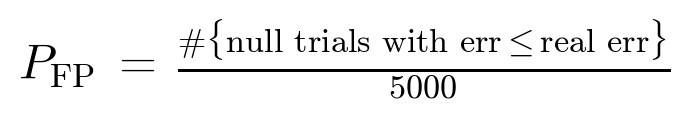 P_FP = #{null trials with err ≤ real err} / 5000